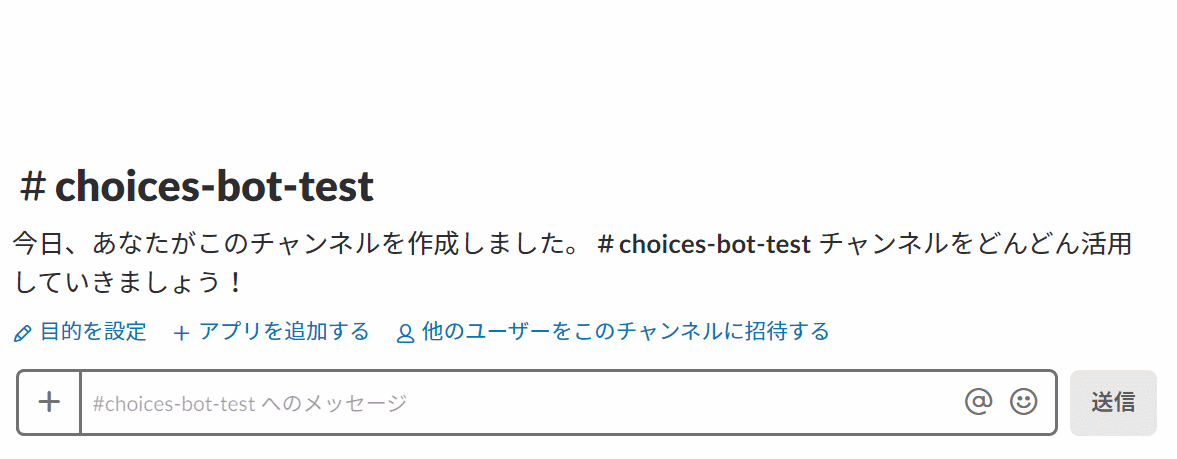 # choices-bot-test
今日、あなたがこのチャンネルを作成しました。 # choices-bot-test チャンネルをどんどん活用
していきましょう！
目的を設定 + アプリを追加する 他のユーザーをこのチャンネルに招待する
+ #choices-bot-test へのメッセージ @ 送信